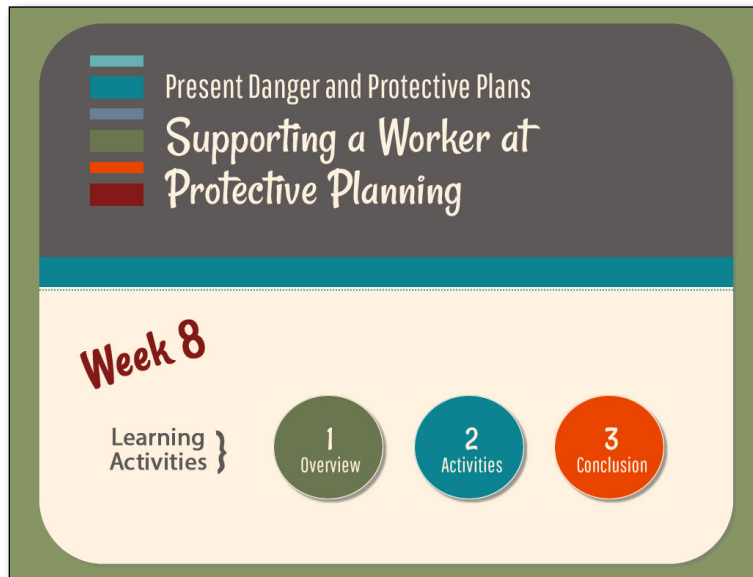 Present Danger and Protective Plans
Supporting a Worker at
Protective Planning
Week 8
Learning
Activities }
1
Overview
2
Activities
3
Conclusion